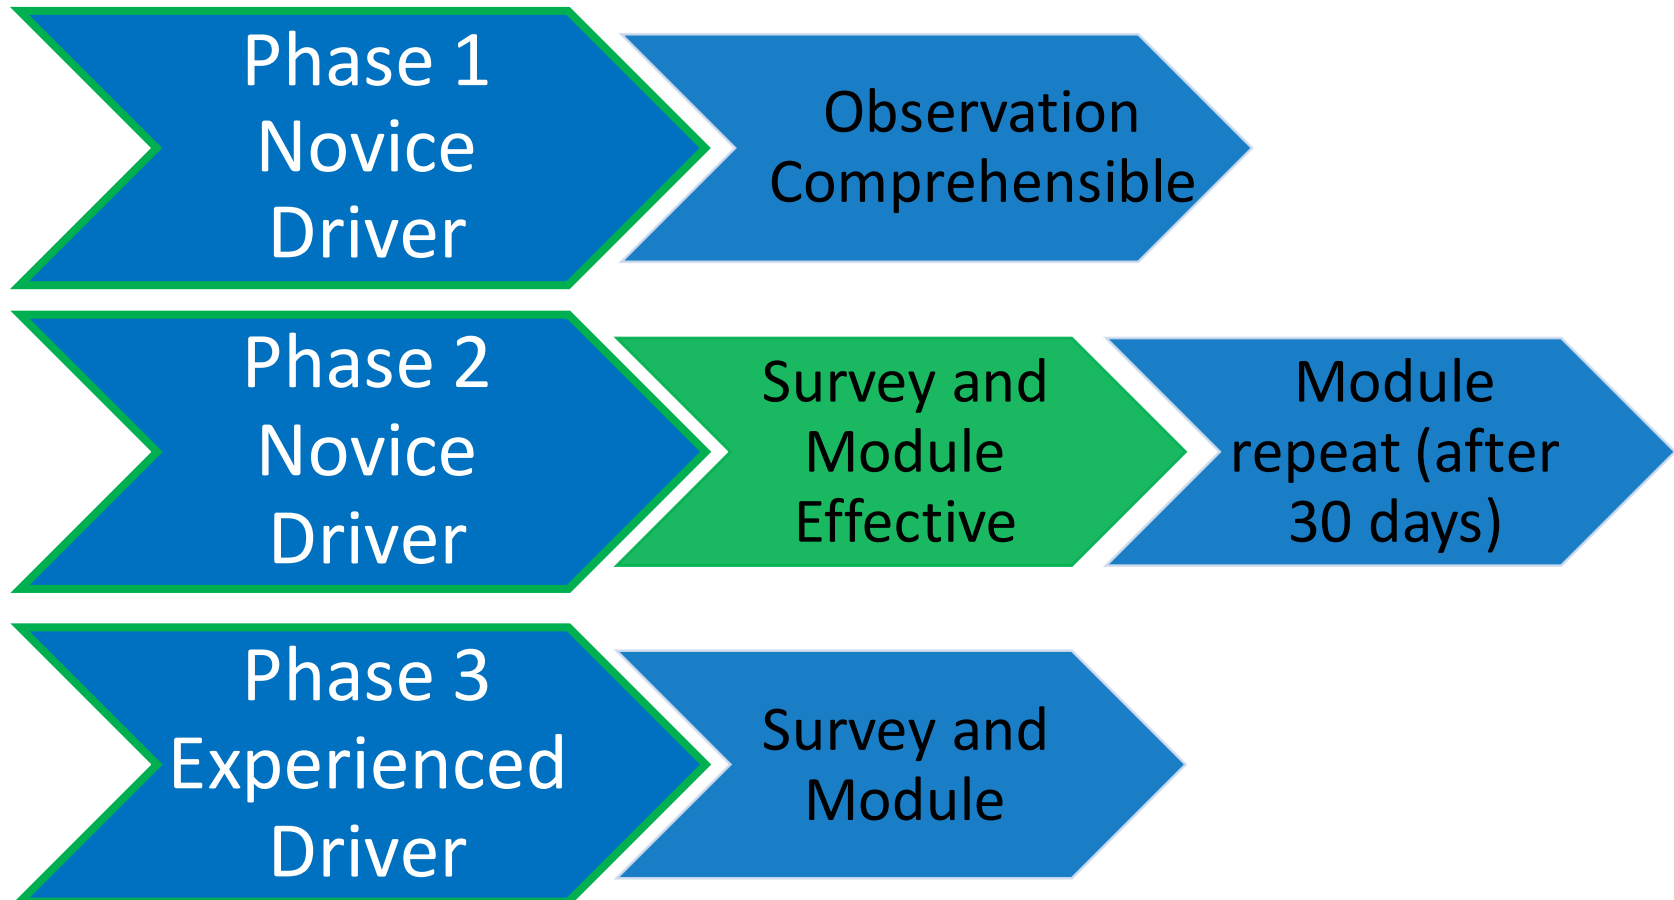 Phase 1
Novice
Driver
Observation
Comprehensible
Phase 2
Novice
Driver
Survey and
Module
Effective
Module
repeat (after
30 days)
Phase 3
Experienced
Driver
Survey and
Module